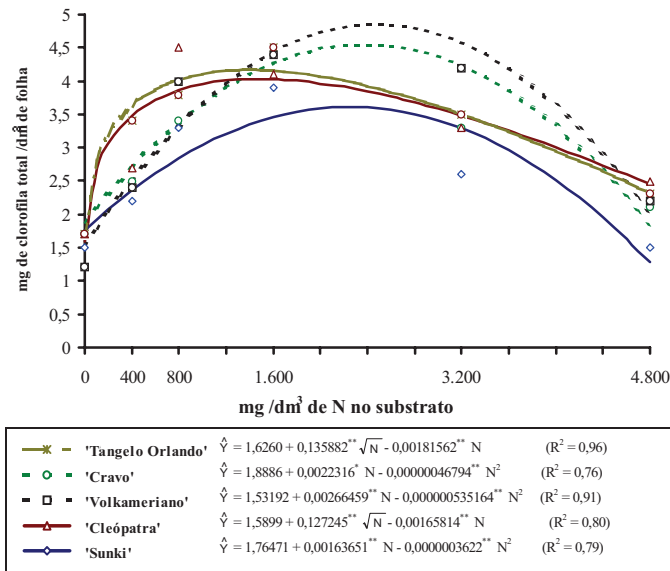 mg de clorofila total /dm² de folha
5
4,5
4
3,5
3
2,5
2
1,5
1
0,5
0
0 400 800 1.600 3.200 4.800
mg /dm³ de N no substrato
'Tangelo Orlando' Ŷ = 1,6260 + 0,135882** √N - 0,00181562** N (R² = 0,96)
'Cravo' Ŷ = 1,8886 + 0,0022316* N - 0,00000046794** N² (R² = 0,76)
'Volkameriano' Ŷ = 1,53192 + 0,00266459** N - 0,000000535164** N² (R² = 0,91)
'Cleópatra' Ŷ = 1,5899 + 0,127245** √N - 0,00165814** N (R² = 0,80)
'Sunki' Ŷ = 1,76471 + 0,00163651** N - 0,0000003622** N² (R² = 0,79)